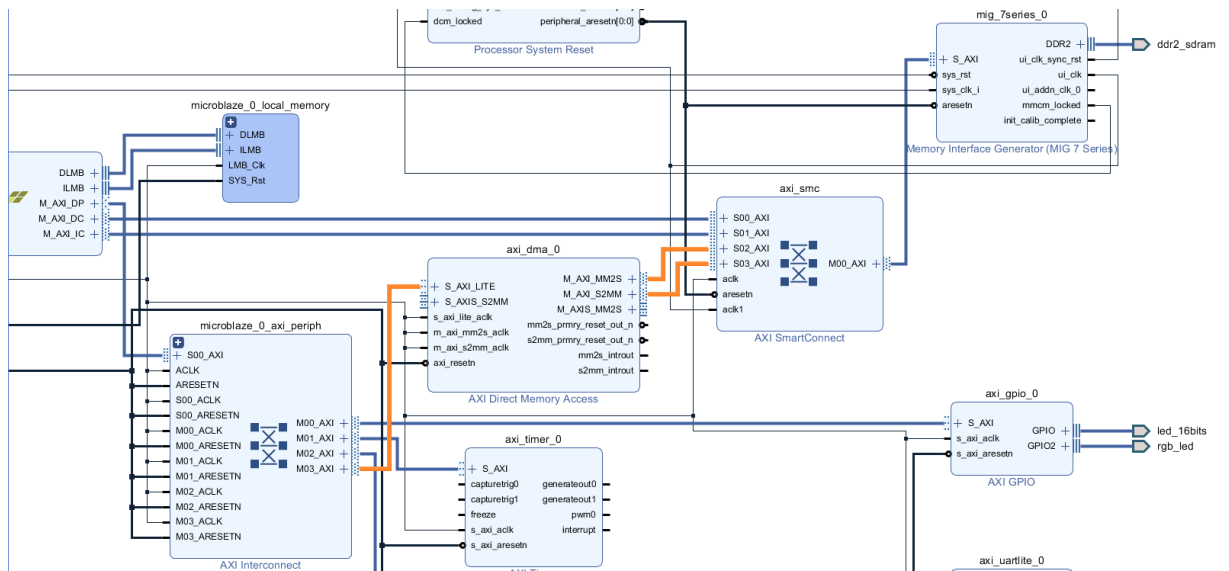 mig_7series_0
dcm_locked
peripheral_aresetn[0:0]
Processor System Reset
DDR2
ddr2_sdram
S_AXI
ui_clk_sync_rst
sys_rst
ui_clk
sys_clk_i
ui_addn_clk_0
aresetn
mmcm_locked
init_calib_complete
Memory Interface Generator (MIG 7 Series)
microblaze_0_local_memory
DLMB
ILMB
LMB_Clk
SYS_Rst
DLMB
ILMB
M_AXI_DP
M_AXI_DC
M_AXI_IC
axi_smc
S00_AXI
S01_AXI
S02_AXI
S03_AXI
M00_AXI
aclk
aresetn
aclk1
AXI SmartConnect
axi_dma_0
S_AXI_LITE
M_AXI_MM2S
S_AXIS_S2MM
M_AXI_S2MM
s_axi_lite_aclk
M_AXIS_MM2S
m_axi_mm2s_aclk
mm2s_prmry_reset_out_n
m_axi_s2mm_aclk
s2mm_prmry_reset_out_n
axi_resetn
mm2s_introut
s2mm_introut
AXI Direct Memory Access
microblaze_0_axi_periph
S00_AXI
ACLK
ARESETN
S00_ACLK
S00_ARESETN
M00_ACLK
M00_ARESETN
M01_ACLK
M01_ARESETN
M02_ACLK
M02_ARESETN
M03_ACLK
M03_ARESETN
M00_AXI
M01_AXI
M02_AXI
M03_AXI
AXI Interconnect
axi_timer_0
S_AXI
capturetrig0
generateout0
capturetrig1
generateout1
freeze
pwm0
s_axi_aclk
interrupt
s_axi_aresetn
axi_gpio_0
S_AXI
s_axi_aclk
s_axi_aresetn
GPIO
GPIO2
led_16bits
rgb_led
AXI GPIO
axi_uartlite_0